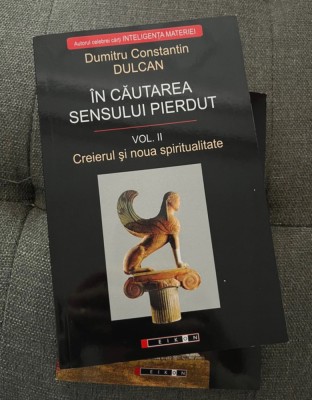 Autorul celebrei cărți INTELIGENȚA MATERIEI
Dumitru Constantin
DULCAN
ÎN CĂUTAREA
SENSULUI PIERDUT
VOL. II
Creierul și noua spiritualitate
EIKON
EIKON